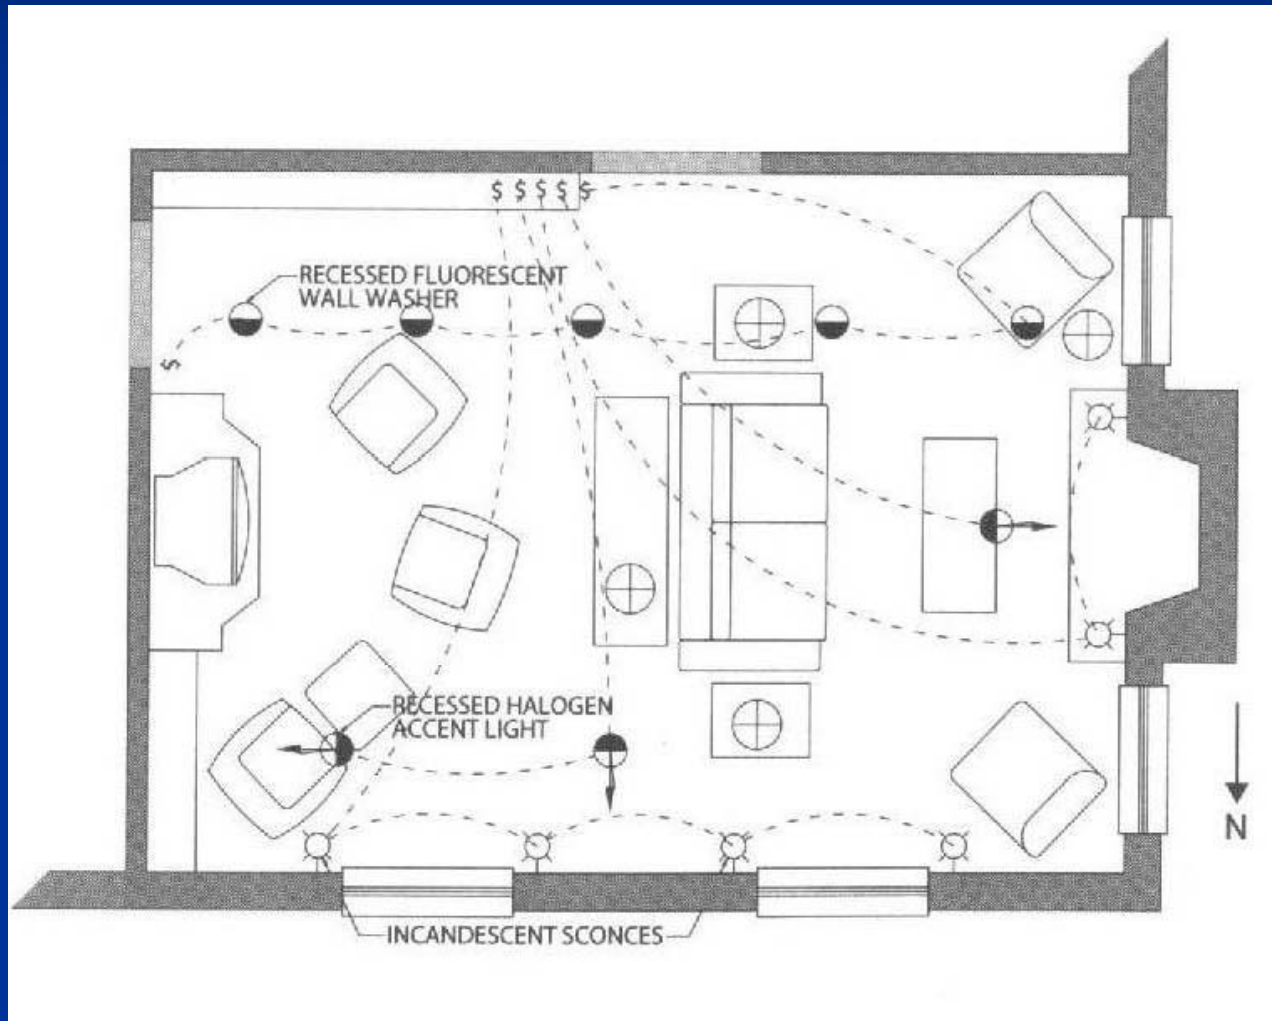 $ $ $ $ $
RECESSED FLUORESCENT
WALL WASHER
$
RECESSED HALOGEN
ACCENT LIGHT
N
INCANDESCENT SCONCES